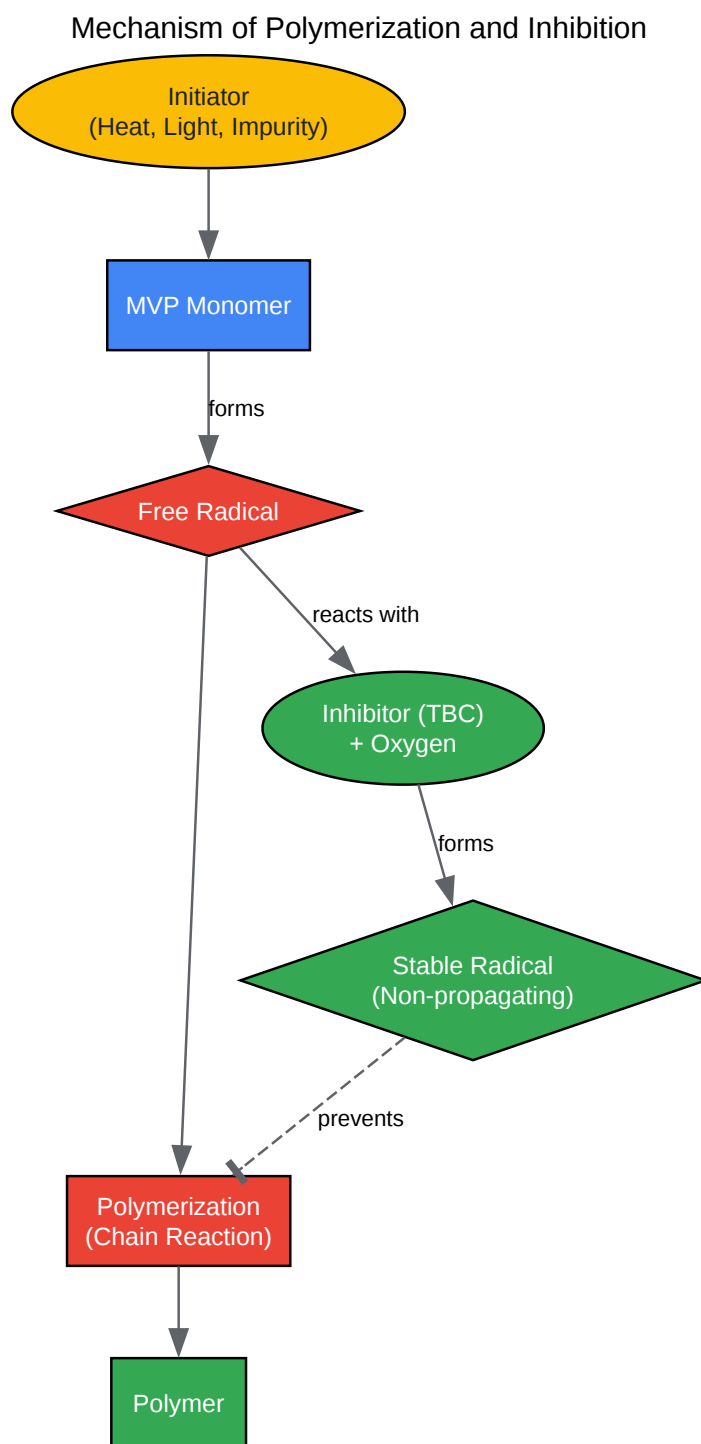 Mechanism of Polymerization and Inhibition
Initiator
(Heat, Light, Impurity)
MVP Monomer
forms
Free Radical
reacts with
Inhibitor (TBC)
+ Oxygen
forms
Stable Radical
(Non-propagating)
prevents
Polymerization
(Chain Reaction)
Polymer